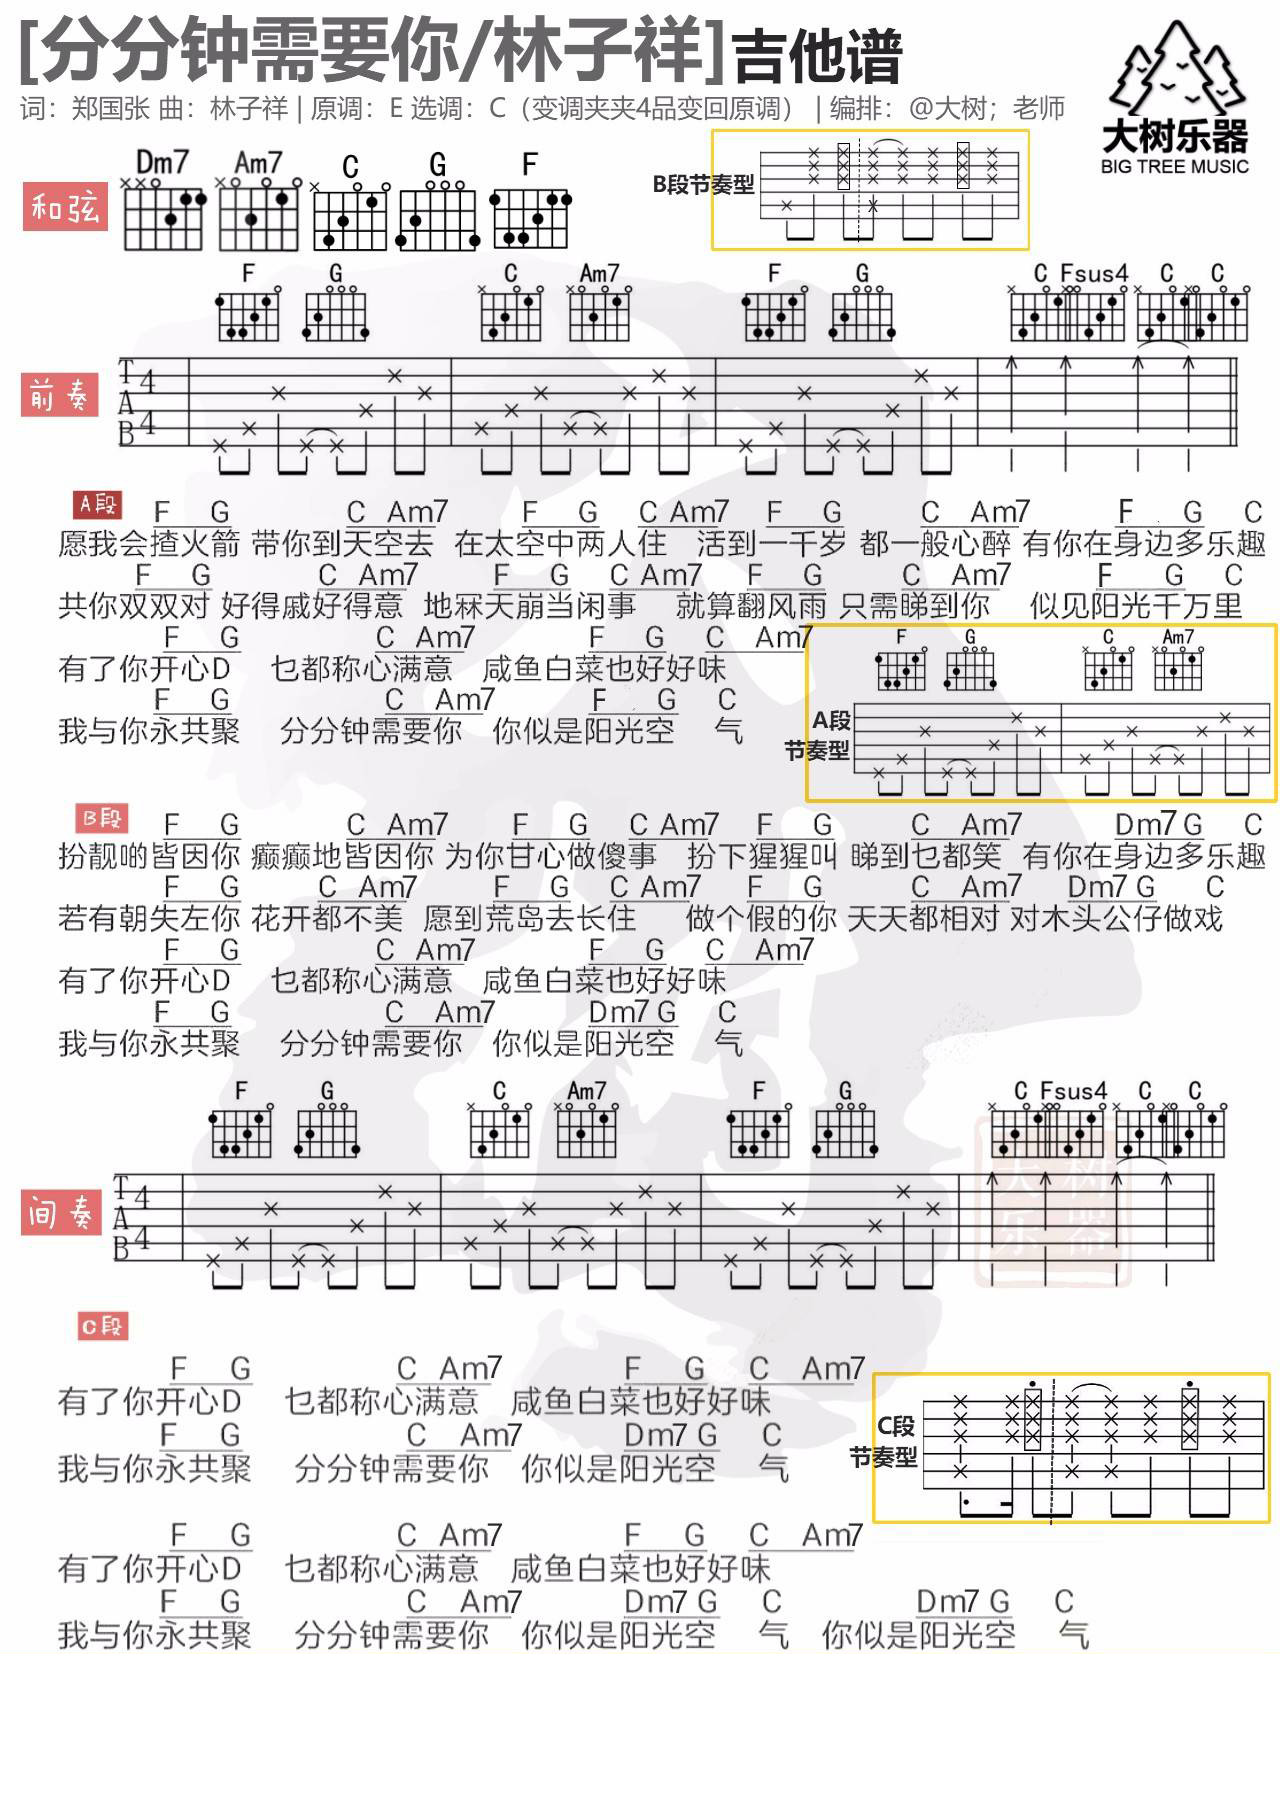 [分分钟需要你/林子祥]吉他谱
词：郑国张 曲：林子祥 | 原调：E 选调：C（变调夹夹4品变回原调） | 编排：@大树；老师
大树乐器
BIG TREE MUSIC
和弦
Dm7 Am7 C G F
B段节奏型
F G C Am7 F G C Fsus4 C C
前奏
T A B 4 4
A段
F G C Am7 F G C Am7 F G C Am7 F G C
愿我会揸火箭 带你到天空去 在太空中两人住 活到一千岁 都一般心醉 有你在身边多乐趣
F G C Am7 F G C Am7 F G C Am7 F G C
共你双双对 好得戚好得意 地冧天崩当闲事 就算翻风雨 只需睇到你 似见阳光千万里
F G C Am7 F G C Am7
有了你开心D 乜都称心满意 咸鱼白菜也好好味
F G C Am7 F G C
我与你永共聚 分分钟需要你 你似是阳光空 气
F G C Am7
A段
节奏型
B段
F G C Am7 F G C Am7 F G C Am7 Dm7 G C
扮靓啲皆因你 癫癫地皆因你 为你甘心做傻事 扮下猩猩叫 睇到乜都笑 有你在身边多乐趣
F G C Am7 F G C Am7 F G C Am7 Dm7 G C
若有朝失左你 花开都不美 愿到荒岛去长住 做个假的你 天天都相对 对木头公仔做戏
F G C Am7 F G C Am7
有了你开心D 乜都称心满意 咸鱼白菜也好好味
F G C Am7 Dm7 G C
我与你永共聚 分分钟需要你 你似是阳光空 气
F G C Am7 F G C Fsus4 C C
间奏
T A B 4 4
大树
乐器
C段
F G C Am7 F G C Am7
有了你开心D 乜都称心满意 咸鱼白菜也好好味
F G C Am7 Dm7 G C
我与你永共聚 分分钟需要你 你似是阳光空 气
C段
节奏型
F G C Am7 F G C Am7
有了你开心D 乜都称心满意 咸鱼白菜也好好味
F G C Am7 Dm7 G C Dm7 G C
我与你永共聚 分分钟需要你 你似是阳光空 气 你似是阳光空 气